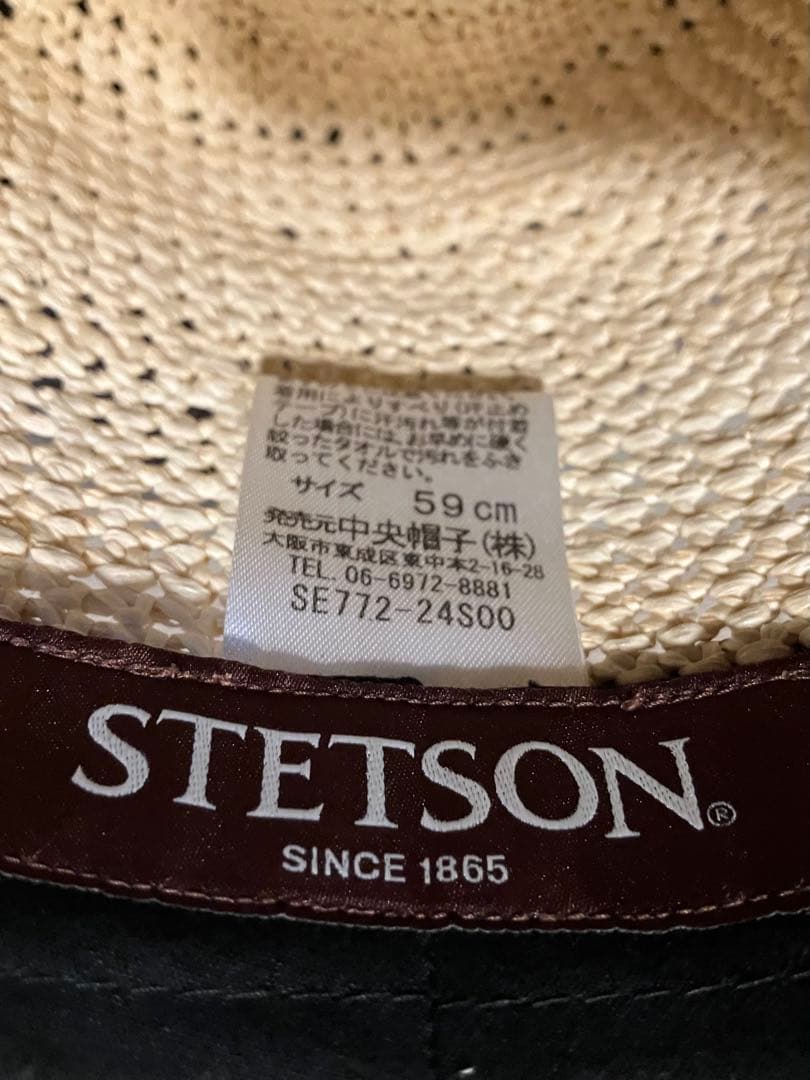 着用によりすべり(汗止め
テープ)に汗汚れ等が付着
した場合には、お早めに硬く
絞ったタオルで汚れをふき
取ってください。
サイズ 59cm
発売元中央帽子(株)
大阪市東成区東中本2-16-28
TEL. 06-6972-8881
SE772-24S00
STETSON®
SINCE 1865